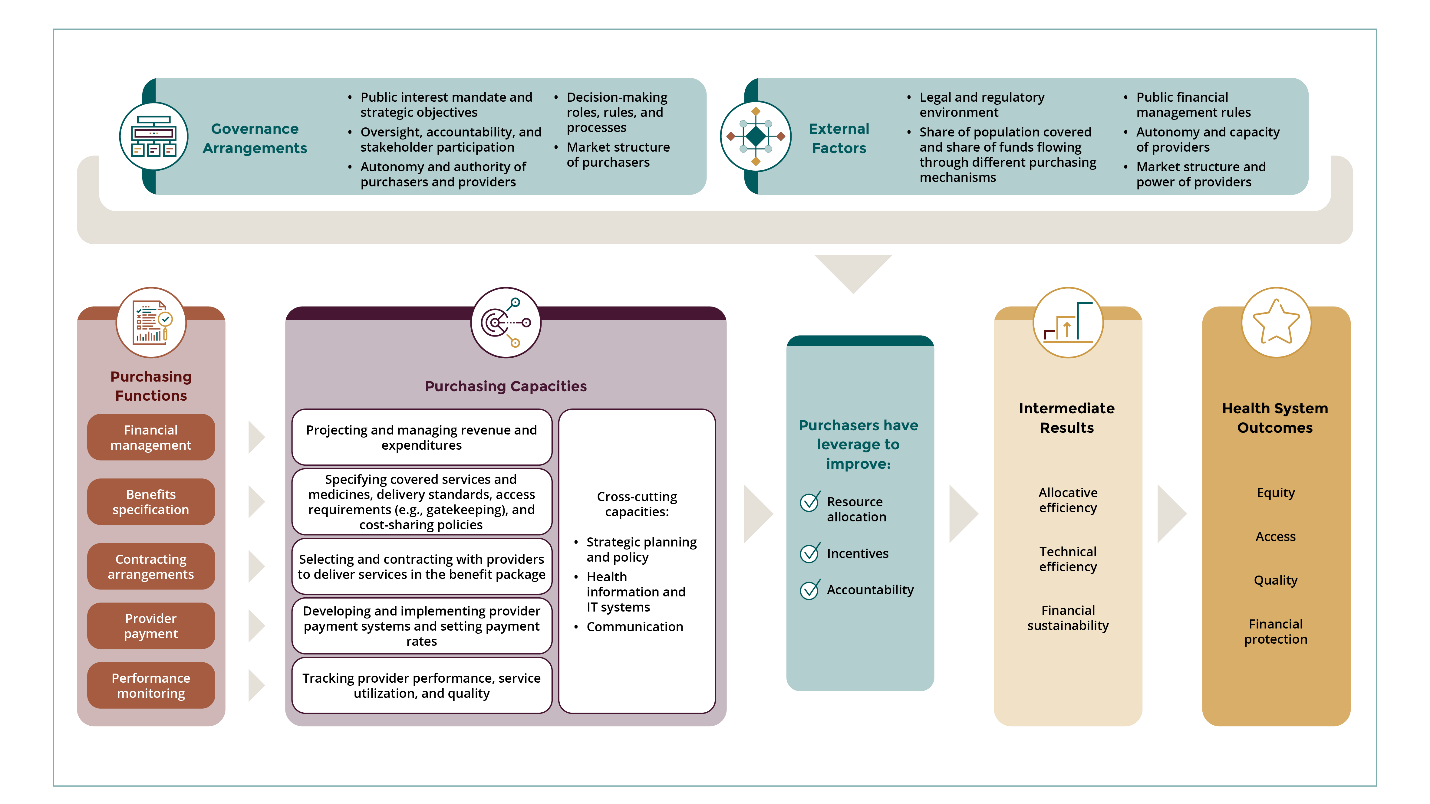 Governance
Arrangements
• Public interest mandate and
strategic objectives
• Oversight, accountability, and
stakeholder participation
• Autonomy and authority of
purchasers and providers
• Decision-making
roles, rules, and
processes
• Market structure
of purchasers
External
Factors
• Legal and regulatory
environment
• Share of population covered
and share of funds flowing
through different purchasing
mechanisms
• Public financial
management rules
• Autonomy and capacity
of providers
• Market structure and
power of providers
Purchasing
Functions
Financial
management
Benefits
specification
Contracting
arrangements
Provider
payment
Performance
monitoring
Purchasing Capacities
Projecting and managing revenue and
expenditures
Specifying covered services and
medicines, delivery standards, access
requirements (e.g., gatekeeping), and
cost-sharing policies
Selecting and contracting with providers
to deliver services in the benefit package
Developing and implementing provider
payment systems and setting payment
rates
Tracking provider performance, service
utilization, and quality
Cross-cutting
capacities:
• Strategic planning
and policy
• Health
information and
IT systems
• Communication
Purchasers have
leverage to
improve:
Resource
allocation
Incentives
Accountability
Intermediate
Results
Allocative
efficiency
Technical
efficiency
Financial
sustainability
Health System
Outcomes
Equity
Access
Quality
Financial
protection